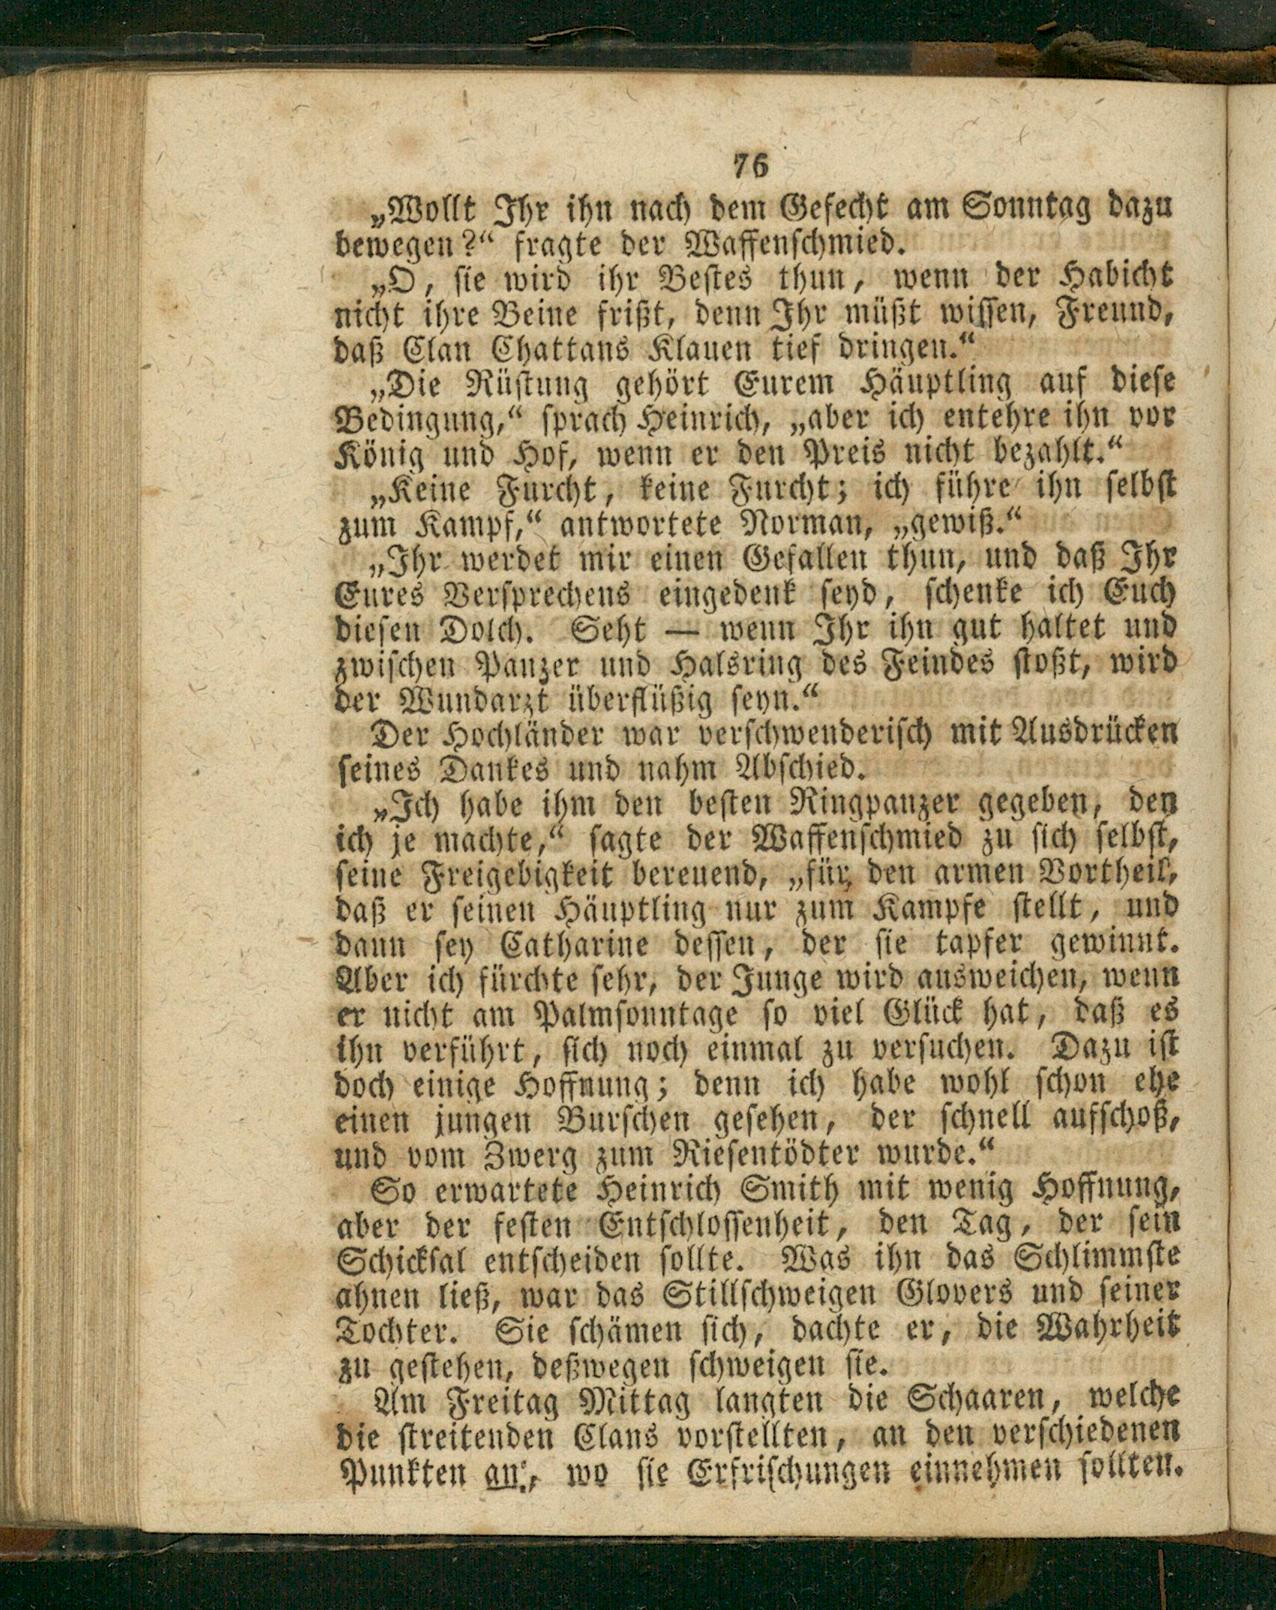 76
„Wollt Ihr ihn nach dem Gefecht am Sonntag dazu
bewegen?“ fragte der Waffenschmied.
„O, sie wird ihr Bestes thun, wenn der Habicht
nicht ihre Beine frißt, denn Ihr müßt wissen, Freund,
daß Clan Chattans Klauen tief dringen.“
„Die Rüstung gehört Eurem Häuptling auf diese
Bedingung,“ sprach Heinrich, „aber ich entehre ihn vor
König und Hof, wenn er den Preis nicht bezahlt.“
„Keine Furcht, keine Furcht; ich führe ihn selbst
zum Kampf,“ antwortete Norman, „gewiß.“
„Ihr werdet mir einen Gefallen thun, und daß Ihr
Eures Versprechens eingedenk seyd, schenke ich Euch
diesen Dolch. Seht — wenn Ihr ihn gut haltet und
zwischen Panzer und Halsring des Feindes stoßt, wird
der Wundarzt überflüßig seyn.“
Der Hochländer war verschwenderisch mit Ausdrücken
seines Dankes und nahm Abschied.
„Ich habe ihm den besten Ringpanzer gegeben, den
ich je machte,“ sagte der Waffenschmied zu sich selbst,
seine Freigebigkeit bereuend, „für den armen Vortheil,
daß er seinen Häuptling nur zum Kampfe stellt, und
dann sey Catharine dessen, der sie tapfer gewinnt.
Aber ich fürchte sehr, der Junge wird ausweichen, wenn
er nicht am Palmsonntage so viel Glück hat, daß es
ihn verführt, sich noch einmal zu versuchen. Dazu ist
doch einige Hoffnung; denn ich habe wohl schon ehe
einen jungen Burschen gesehen, der schnell aufschoß,
und vom Zwerg zum Riesentödter wurde.“
So erwartete Heinrich Smith mit wenig Hoffnung,
aber der festen Entschlossenheit, den Tag, der sein
Schicksal entscheiden sollte. Was ihn das Schlimmste
ahnen ließ, war das Stillschweigen Glovers und seiner
Tochter. Sie schämen sich, dachte er, die Wahrheit
zu gestehen, deßwegen schweigen sie.
Am Freitag Mittag langten die Schaaren, welche
die streitenden Clans vorstellten, an den verschiedenen
Punkten an, wo sie Erfrischungen einnehmen sollten.